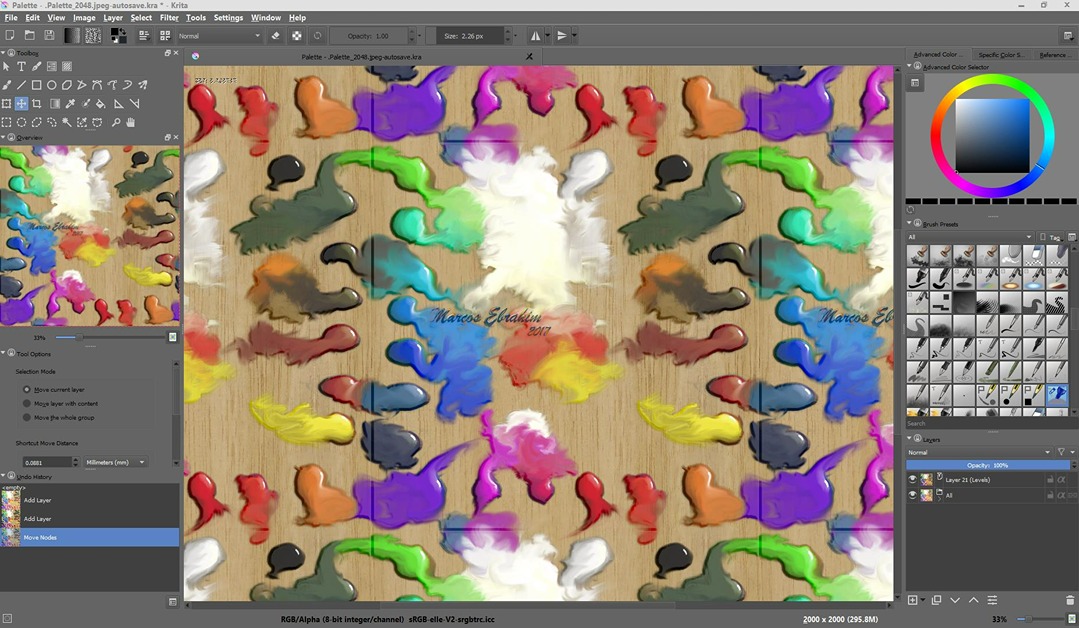 Palette - .Palette_2048.jpeg-autosave.kra * - Krita
File Edit View Image Layer Select Filter Tools Settings Window Help
Normal Opacity: 1.00 Size: 2.26 px
Toolbox
Palette - .Palette_2048.jpeg-autosave.kra
Advanced Color ... Specific Color S... Reference ...
Advanced Color Selector
Overview
33%
Tool Options
Selection Mode
Move current layer
Move layer with content
Move the whole group
Shortcut Move Distance
0.0881 Millimeters (mm)
Undo History
<empty>
Add Layer
Add Layer
Move Nodes
Marcos Ebrahim
2017
Marcos Eb
Brush Presets
All Tag
Search
Layers
Normal
Opacity: 100%
Layer 21 (Levels)
All
RGB/Alpha (8-bit integer/channel) sRGB-elle-V2-srgbtrc.icc
2000 x 2000 (295.8M)
33%